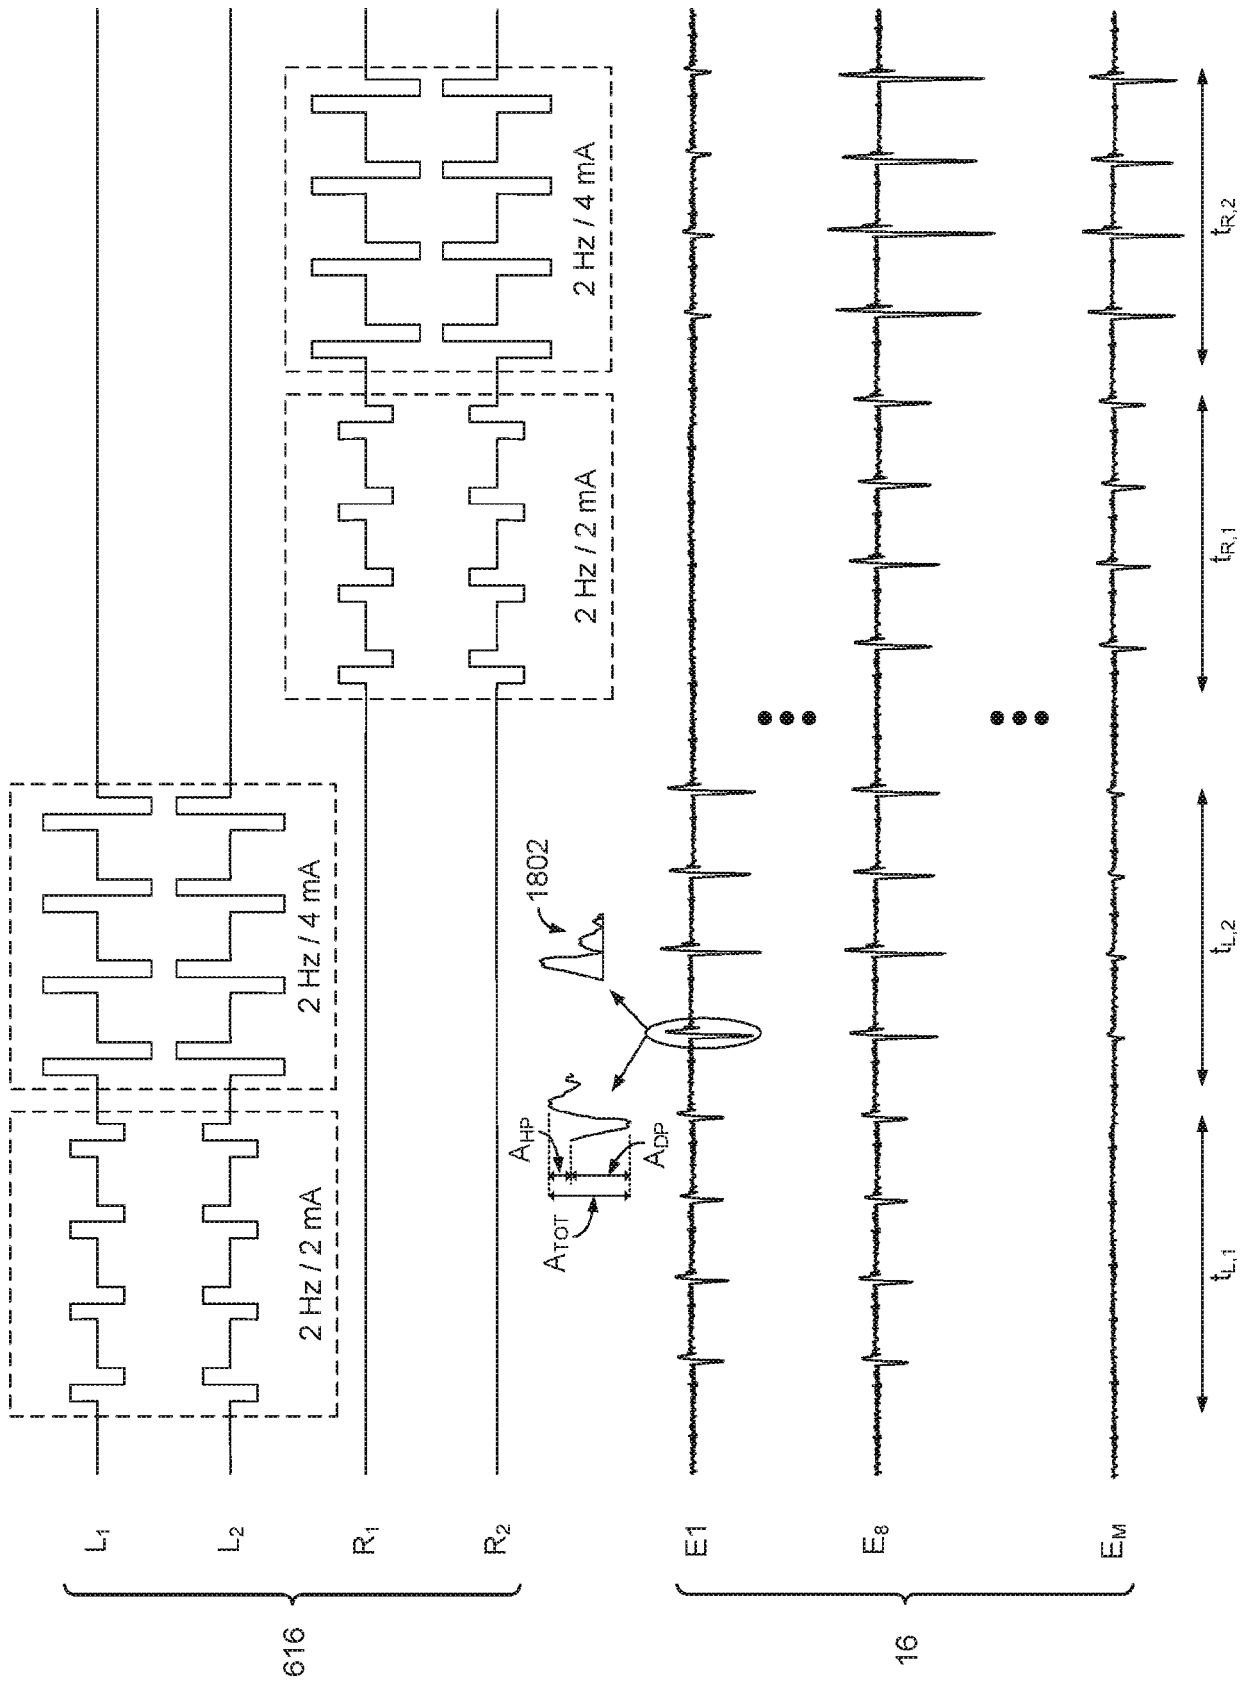 616
L1
L2
R1
R2
2 Hz / 2 mA
2 Hz / 4 mA
2 Hz / 2 mA
2 Hz / 4 mA
ATOT
AHP
ADP
1802
16
E1
E8
EM
tL,1
tL,2
tR,1
tR,2